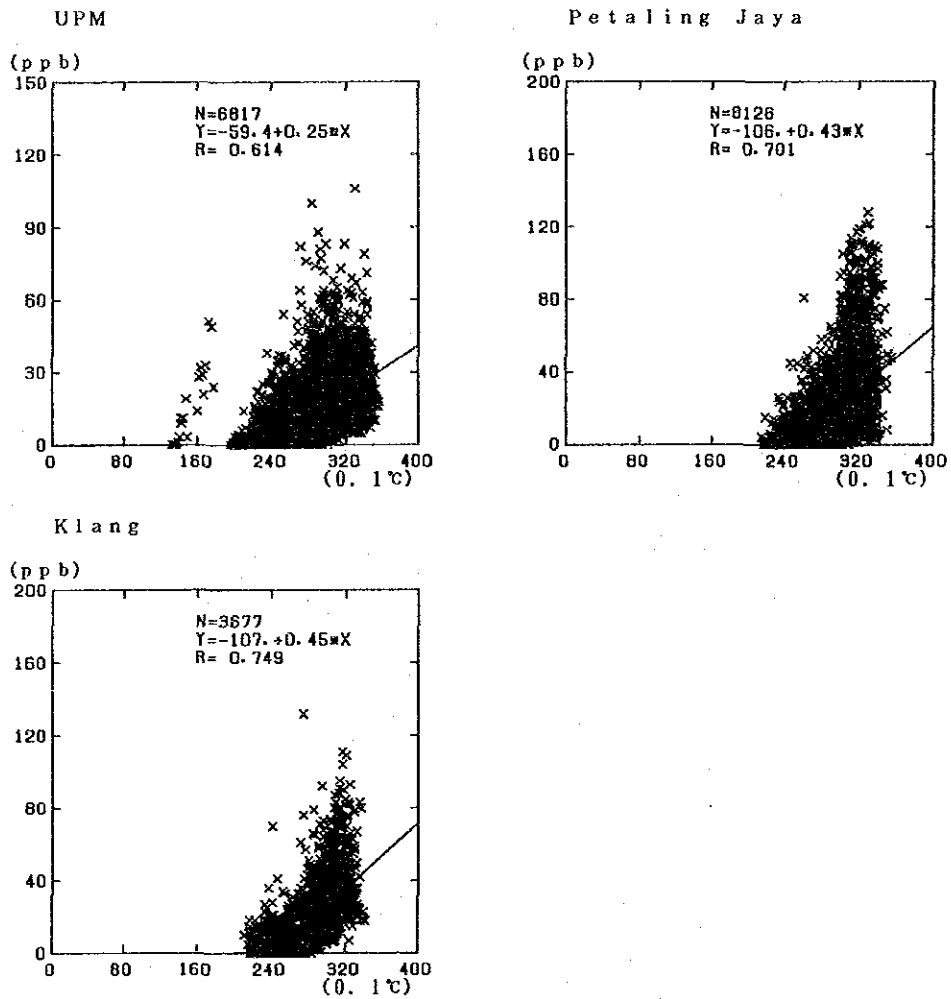 UPM
(ppb)
150
120
90
60
30
0
N=6817
Y=-59.4+0.25*X
R= 0.614
0 80 160 240 320 400
(0. 1℃)
Petaling Jaya
(ppb)
200
160
120
80
40
0
N=8126
Y=-106.+0.43*X
R= 0.701
0 80 160 240 320 400
(0. 1℃)
Klang
(ppb)
200
160
120
80
40
0
N=3677
Y=-107.+0.45*X
R= 0.749
0 80 160 240 320 400
(0. 1℃)